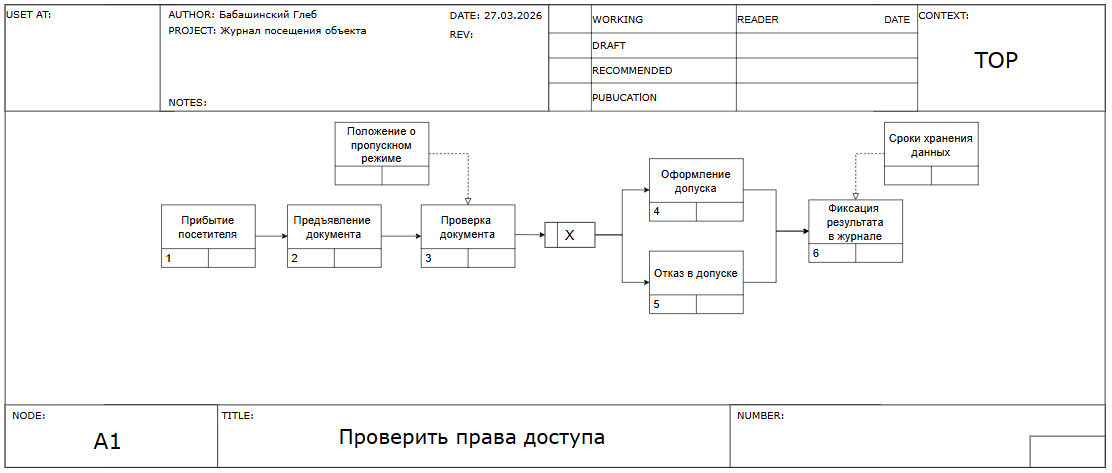 USET AT:
AUTHOR: Бабашинский Глеб
DATE: 27.03.2026
PROJECT: Журнал посещения объекта
REV:
NOTES:
WORKING
READER
DATE
DRAFT
RECOMMENDED
PUBUCATION
CONTEXT:
TOP
Положение о
пропускном
режиме
Сроки хранения
данных
Прибытие
посетителя
1
Предъявление
документа
2
Проверка
документа
3
X
Оформление
допуска
4
Отказ в допуске
5
Фиксация
результата
в журнале
6
NODE:
A1
TITLE:
Проверить права доступа
NUMBER: